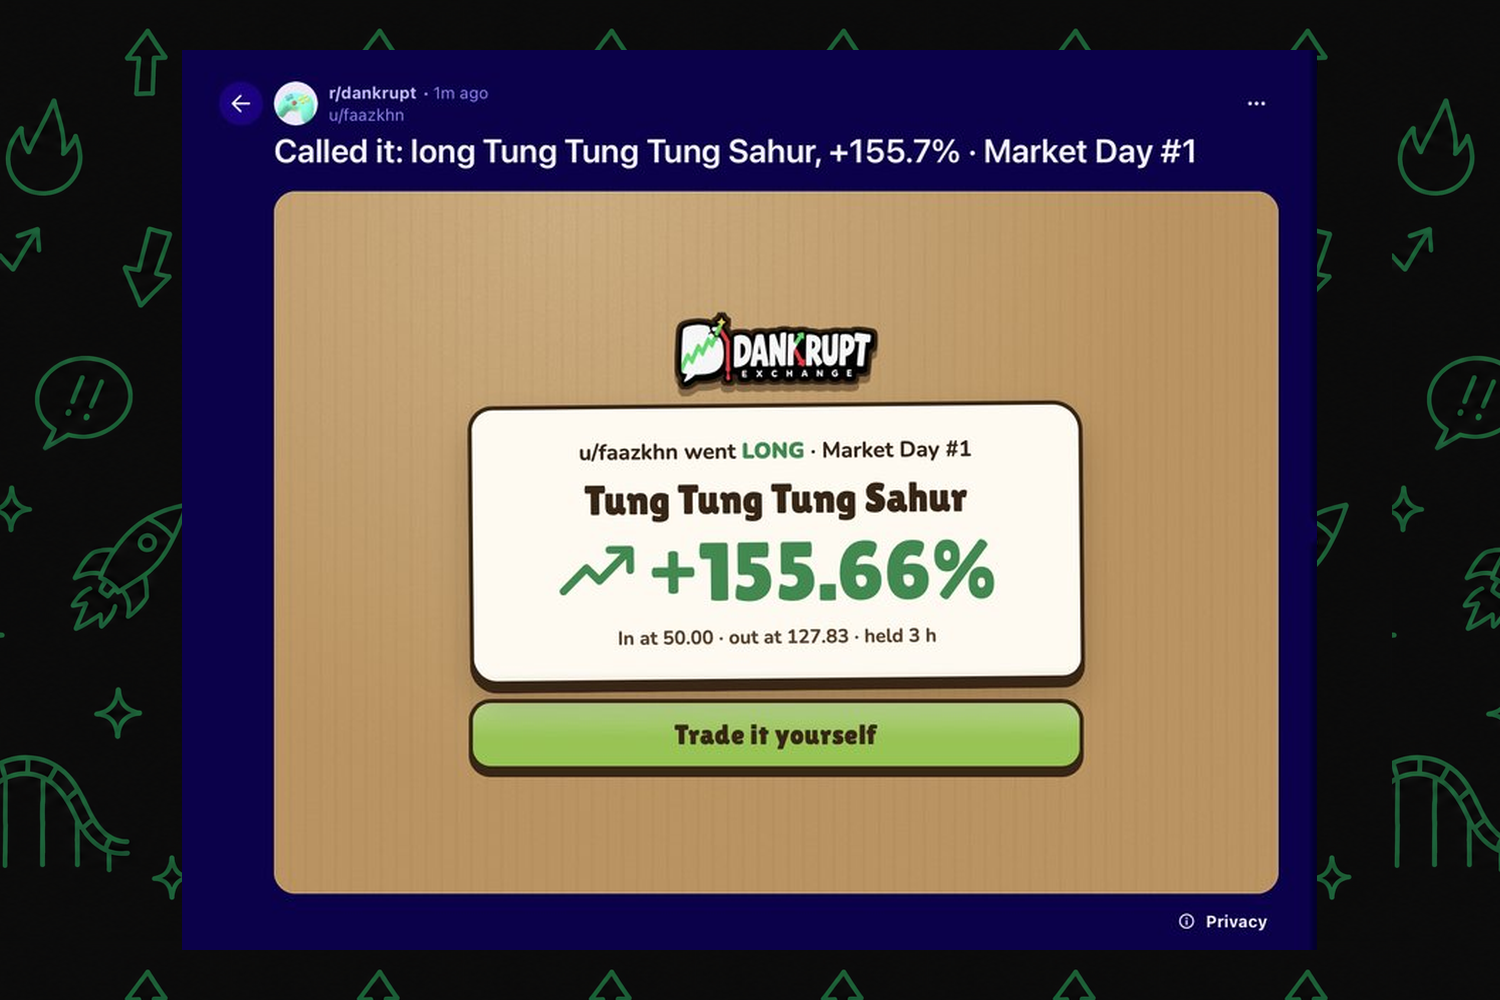 r/dankrupt · 1m ago
u/faazkhn
Called it: long Tung Tung Tung Sahur, +155.7% · Market Day #1
DANKRUPT
EXCHANGE
u/faazkhn went LONG · Market Day #1
Tung Tung Tung Sahur
+155.66%
In at 50.00 · out at 127.83 · held 3 h
Trade it yourself
Privacy